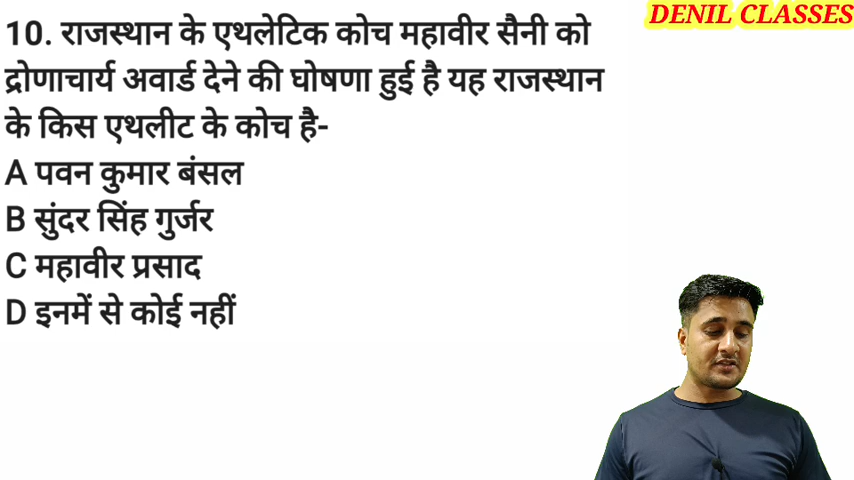 DENIL CLASSES
10. राजस्थान के एथलेटिक कोच महावीर सैनी को
द्रोणाचार्य अवार्ड देने की घोषणा हुई है यह राजस्थान
के किस एथलीट के कोच है-
A पवन कुमार बंसल
B सुंदर सिंह गुर्जर
C महावीर प्रसाद
D इनमें से कोई नहीं